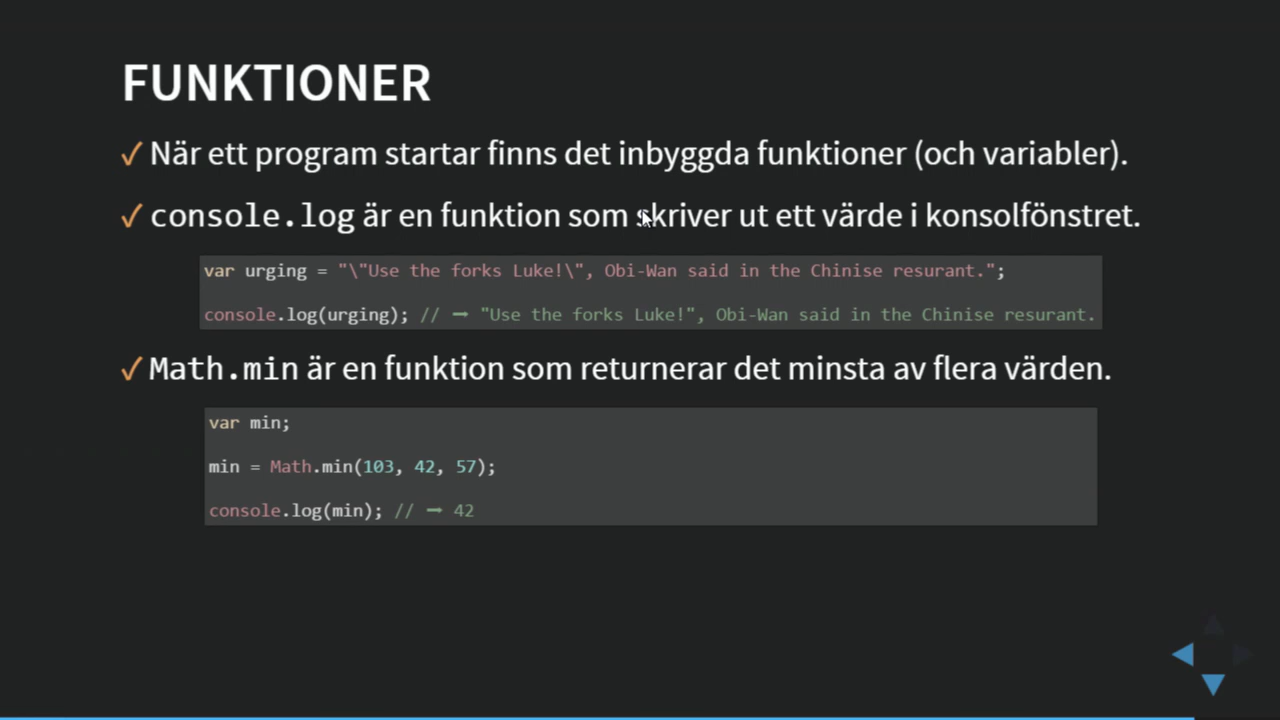 FUNKTIONER
✓ När ett program startar finns det inbyggda funktioner (och variabler).
✓ console.log är en funktion som skriver ut ett värde i konsolfönstret.
var urging = "\"Use the forks Luke!\", Obi-Wan said in the Chinise resurant.";
console.log(urging); // ➞ "Use the forks Luke!", Obi-Wan said in the Chinise resurant.
✓ Math.min är en funktion som returnerar det minsta av flera värden.
var min;
min = Math.min(103, 42, 57);
console.log(min); // ➞ 42